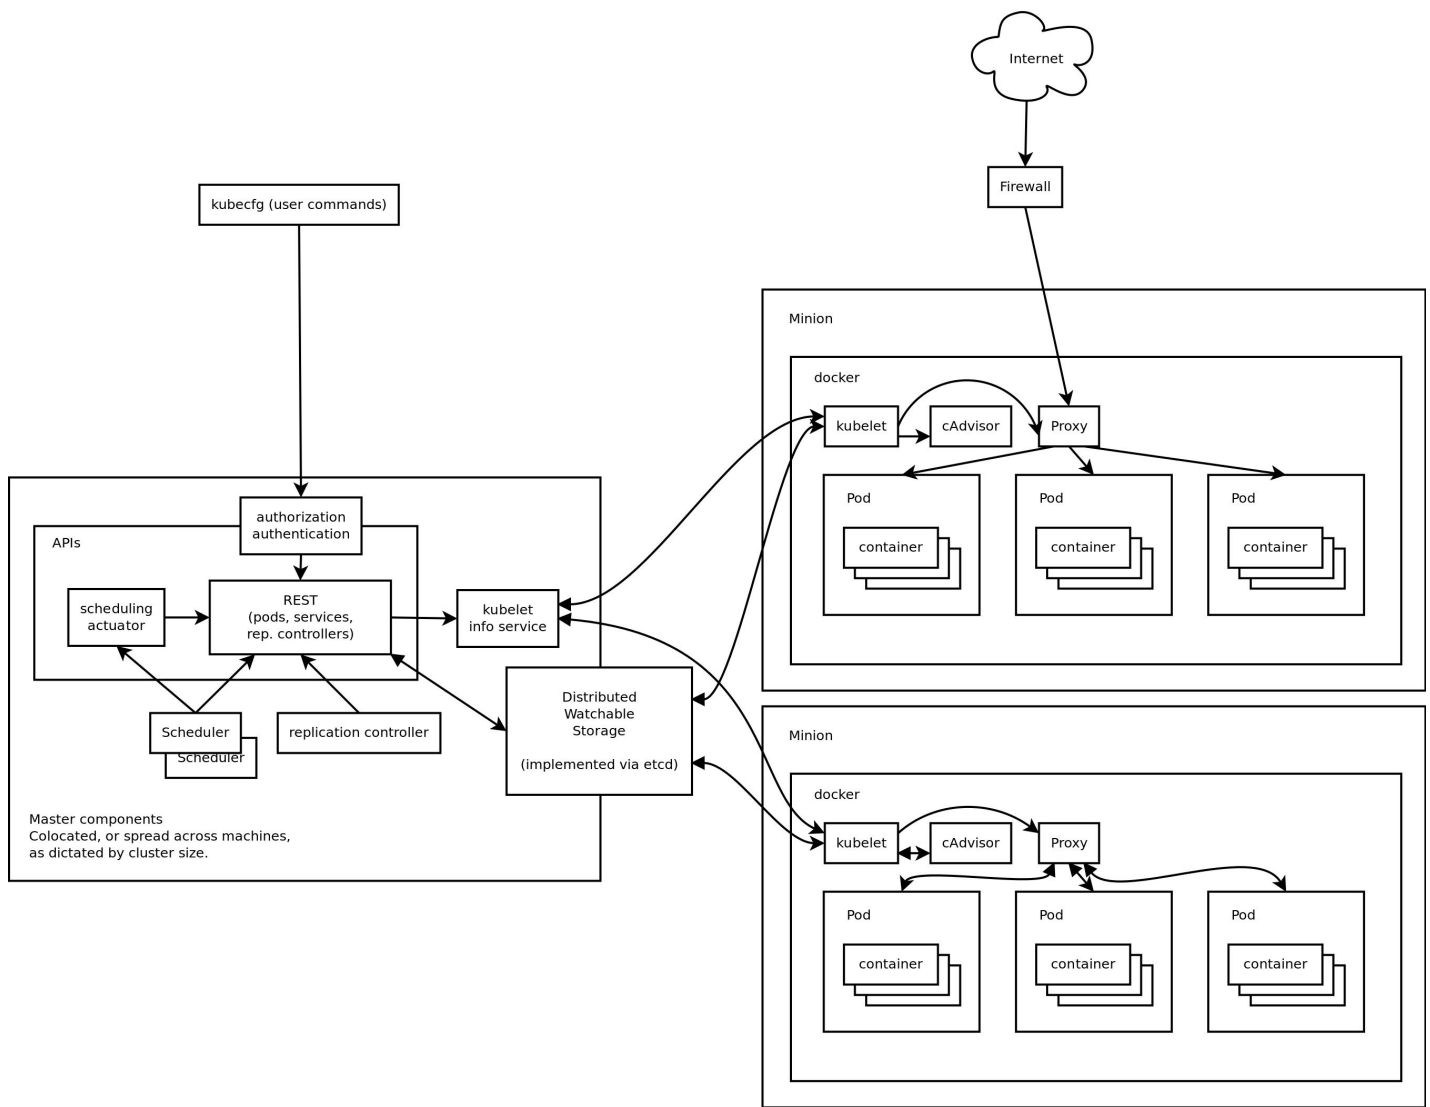 Internet
Firewall
kubecfg (user commands)
Minion
docker
kubelet
cAdvisor
Proxy
Pod
container
Pod
container
Pod
container
authorization
authentication
APIs
scheduling
actuator
REST
(pods, services,
rep. controllers)
kubelet
info service
Distributed
Watchable
Storage
(implemented via etcd)
Scheduler
Scheduler
replication controller
Master components
Colocated, or spread across machines,
as dictated by cluster size.
Minion
docker
kubelet
cAdvisor
Proxy
Pod
container
Pod
container
Pod
container